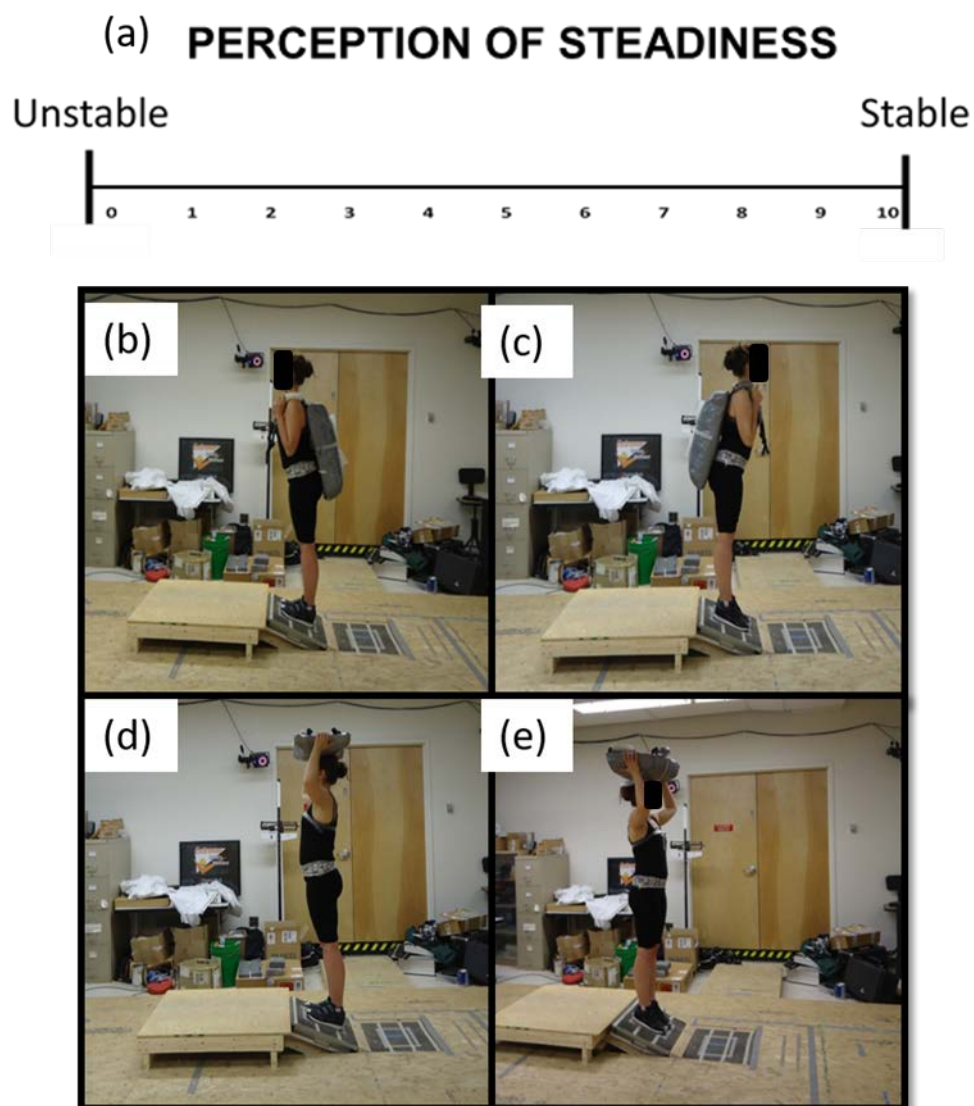 (a) PERCEPTION OF STEADINESS
Unstable Stable
0 1 2 3 4 5 6 7 8 9 10
(b) (c)
(d) (e)